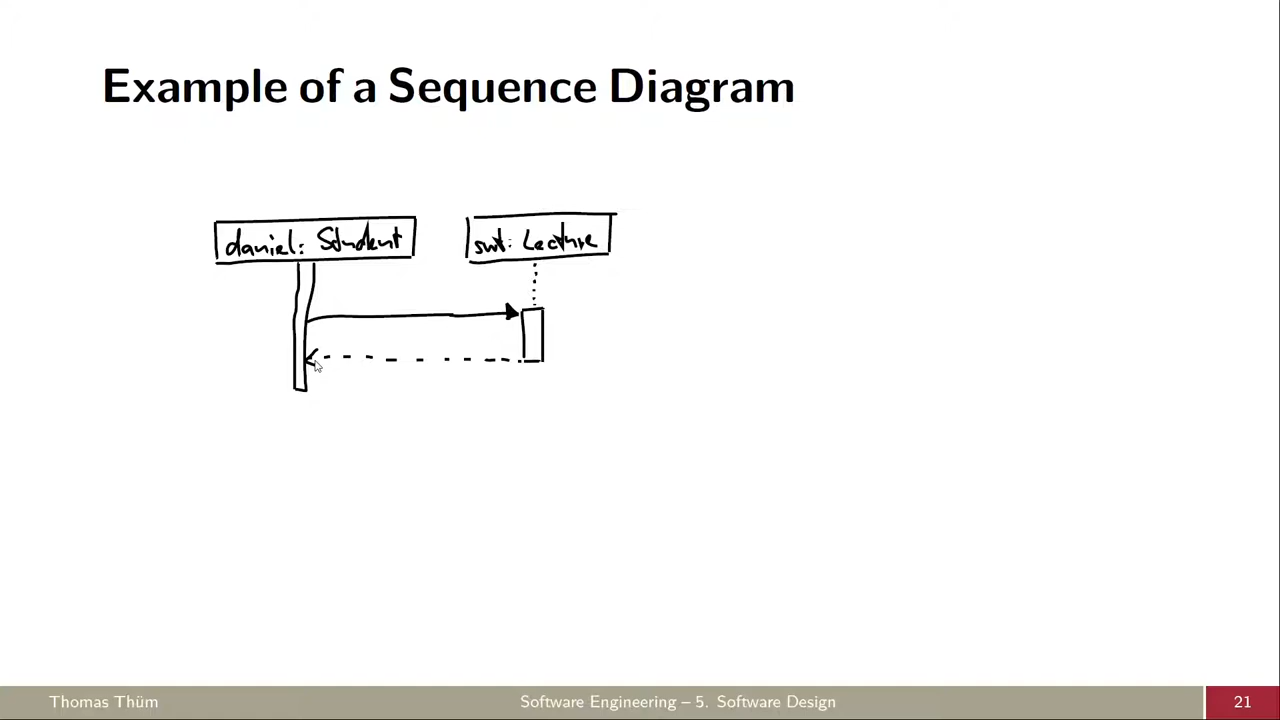 Example of a Sequence Diagram
daniel: Student
swt: Lecture
Thomas Thüm
Software Engineering – 5. Software Design
21